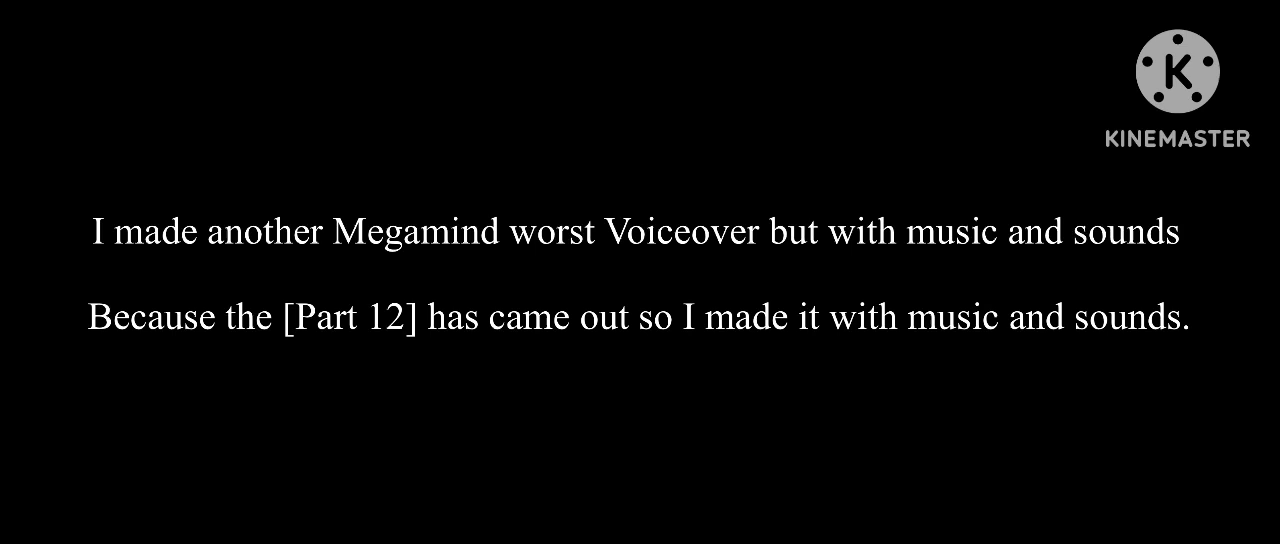 K
KINEMASTER
I made another Megamind worst Voiceover but with music and sounds
Because the [Part 12] has came out so I made it with music and sounds.